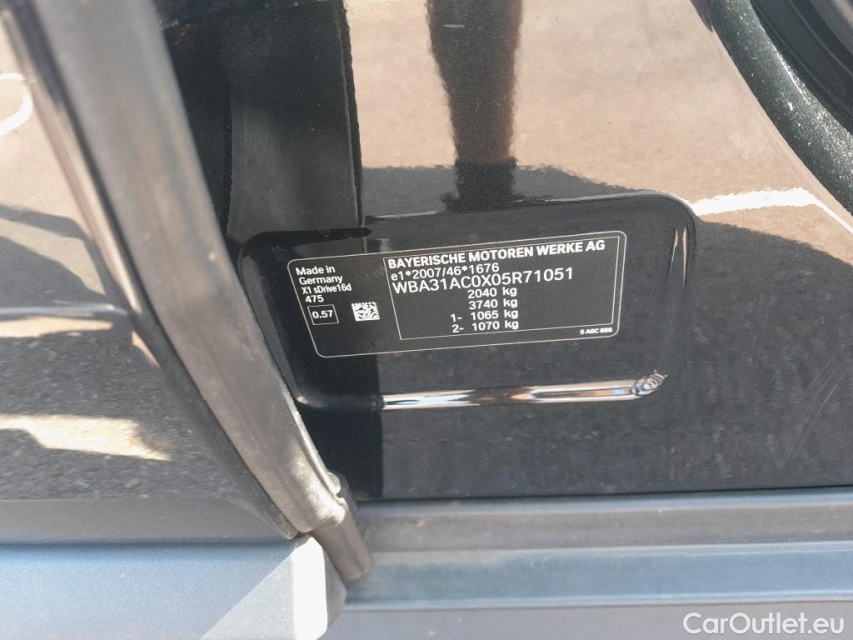 Made in
Germany
X1 sDrive16d
475
0.57
BAYERISCHE MOTOREN WERKE AG
e1*2007/46*1676
WBA31AC0X05R71051
2040 kg
3740 kg
1- 1065 kg
2- 1070 kg
CarOutlet.eu